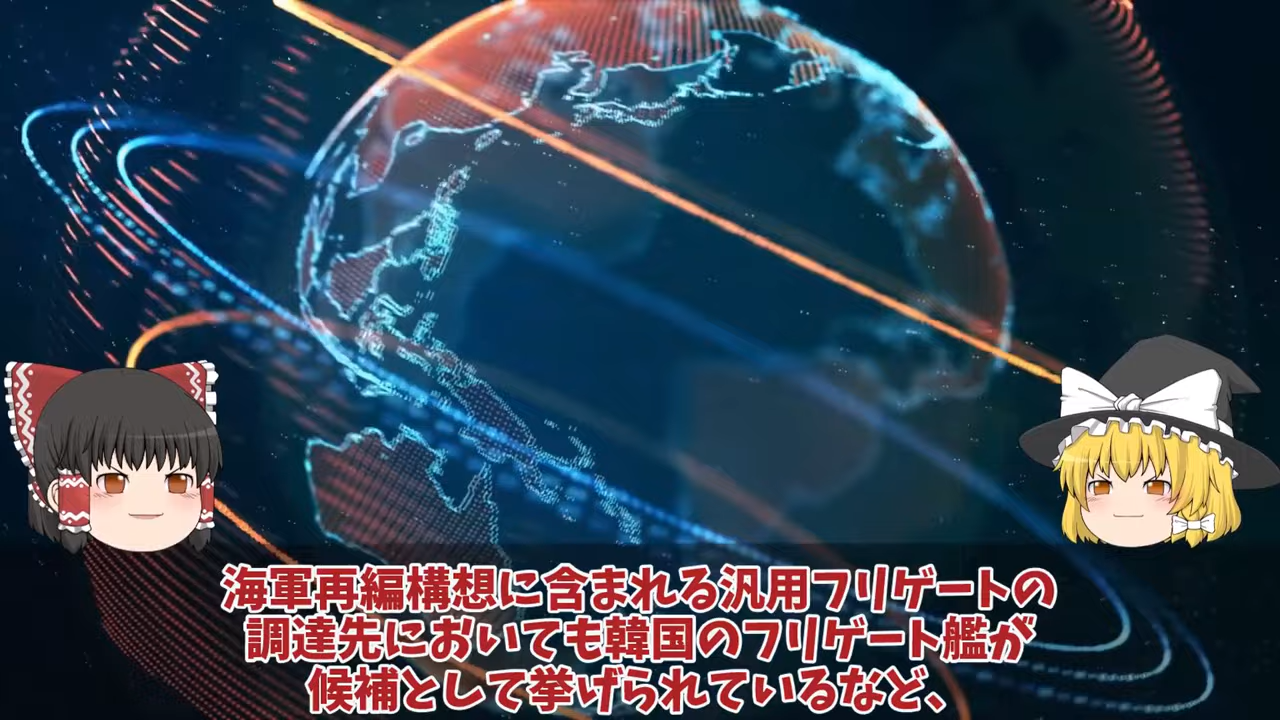 海軍再編構想に含まれる汎用フリゲートの
調達先においても韓国のフリゲート艦が
候補として挙げられているなど、